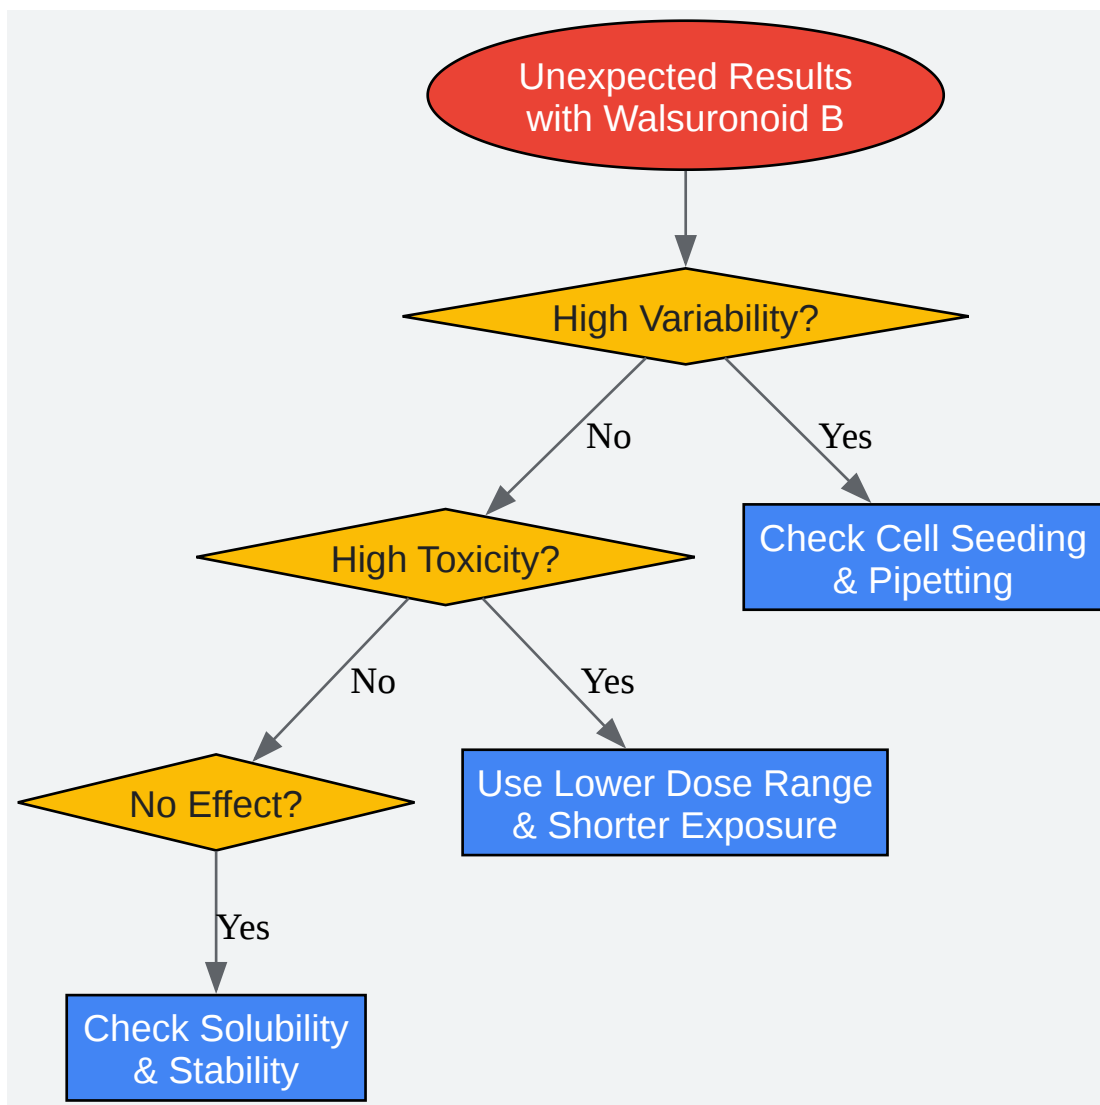 Unexpected Results
with Walsuronoid B
High Variability?
No
Yes
Check Cell Seeding
& Pipetting
High Toxicity?
No
Yes
Use Lower Dose Range
& Shorter Exposure
No Effect?
Yes
Check Solubility
& Stability